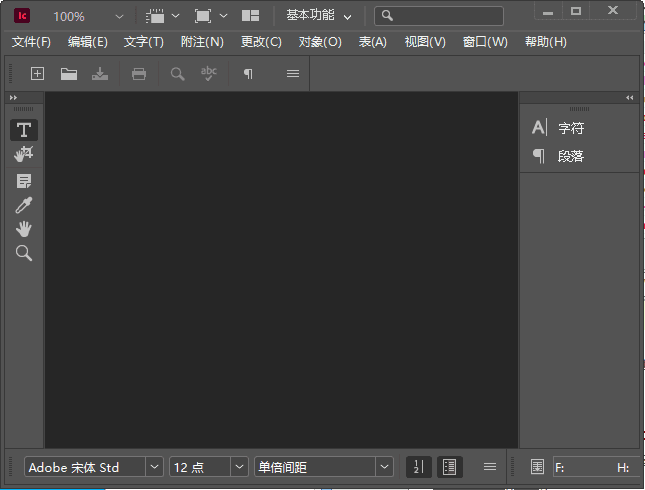 Ic 100% 基本功能
文件(F) 编辑(E) 文字(T) 附注(N) 更改(C) 对象(O) 表(A) 视图(V) 窗口(W) 帮助(H)
abc
T
字符
段落
Adobe 宋体 Std 12 点 单倍间距 F: H: